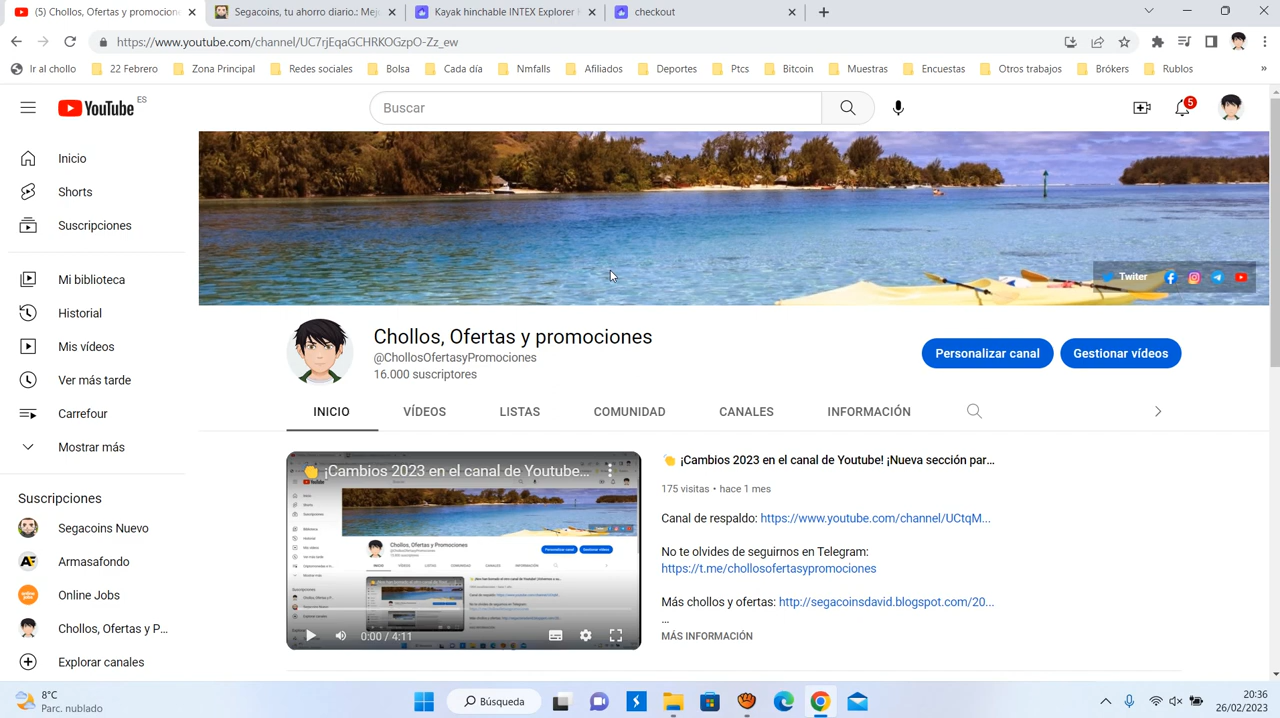 (5) Chollos, Ofertas y promocion
Segacoins, tu ahorro diario.: Mej
Kayak hinchable INTEX Explorer
checkout
https://www.youtube.com/channel/UC7rjEqaGCHRKOGzpO-Zz_ew
Ir al chollo
22 Febrero
Zona Principal
Redes sociales
Bolsa
Cada día
Nmfalls
Afiliados
Deportes
Ptcs
Bitcoin
Muestras
Encuestas
Otros trabajos
Brókers
Rublos
»
YouTube ES
Buscar
5
Inicio
Shorts
Suscripciones
Mi biblioteca
Historial
Mis vídeos
Ver más tarde
Carrefour
Mostrar más
Suscripciones
Segacoins Nuevo
Armasafondo
Online Jobs
Chollos, Ofertas y P...
Explorar canales
Twiter
Chollos, Ofertas y promociones
@ChollosOfertasyPromociones
16.000 suscriptores
Personalizar canal
Gestionar vídeos
INICIO
VÍDEOS
LISTAS
COMUNIDAD
CANALES
INFORMACIÓN
¡Cambios 2023 en el canal de Youtube...
Chollos, Ofertas y Promociones
0:00 / 4:11
¡Cambios 2023 en el canal de Youtube! ¡Nueva sección par...
175 visitas • hace 1 mes
Canal de respaldo: https://www.youtube.com/channel/UCtqM...
No te olvides de seguirnos en Telegram:
https://t.me/chollosofertasypromociones
Más chollos y ofertas: http://segacoinsdavid.blogspot.com/20...
...
MÁS INFORMACIÓN
8°C
Parc. nublado
Búsqueda
20:36
26/02/2023